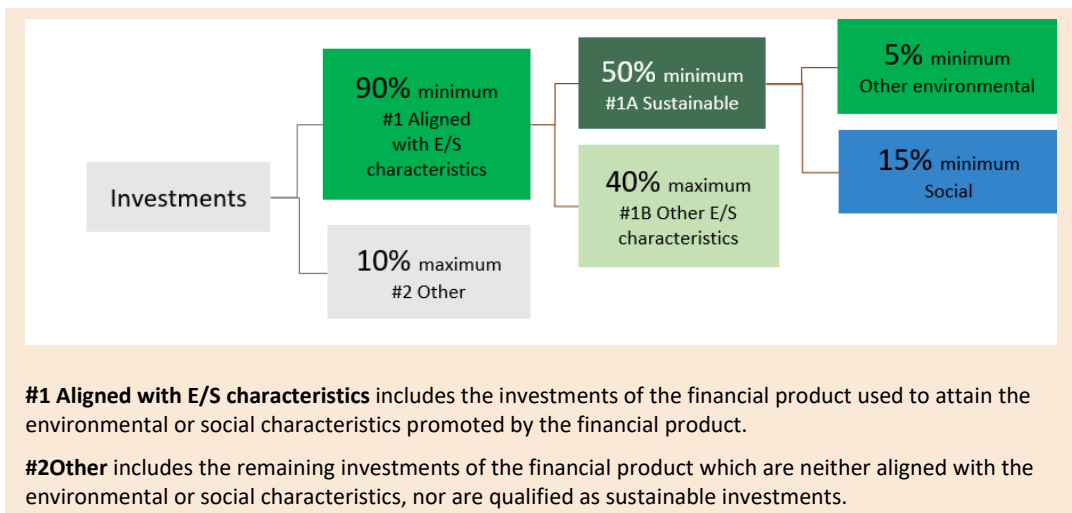 Investments
90% minimum
#1 Aligned
with E/S
characteristics
10% maximum
#2 Other
50% minimum
#1A Sustainable
40% maximum
#1B Other E/S
characteristics
5% minimum
Other environmental
15% minimum
Social
#1 Aligned with E/S characteristics includes the investments of the financial product used to attain the
environmental or social characteristics promoted by the financial product.
#2Other includes the remaining investments of the financial product which are neither aligned with the
environmental or social characteristics, nor are qualified as sustainable investments.